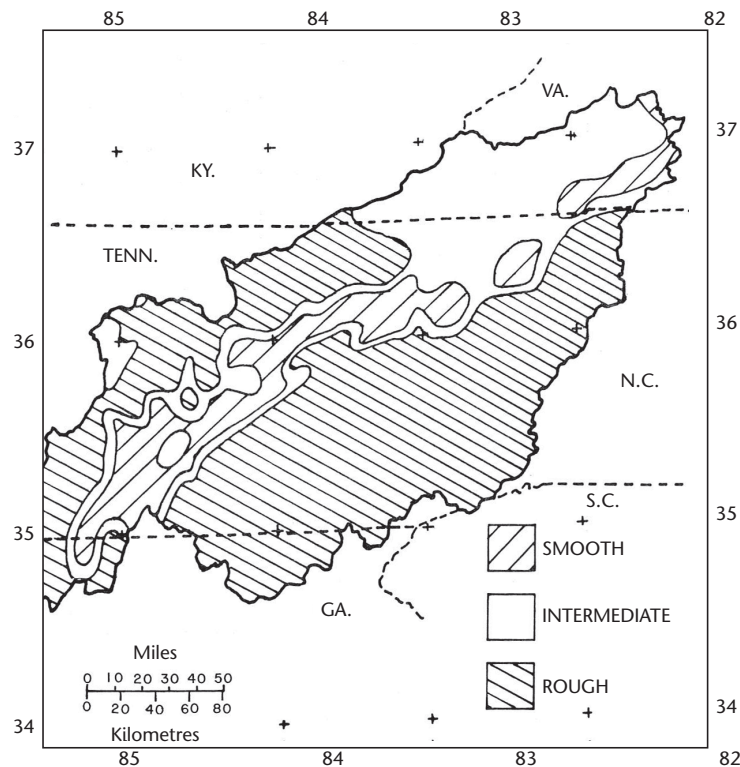 85 84 83 82
VA.
37 37
KY.
TENN.
36 36
N.C.
S.C.
35 35
SMOOTH
GA.
INTERMEDIATE
Miles
0 10 20 30 40 50
ROUGH
0 20 40 60 80
Kilometres
34 34
85 84 83 82